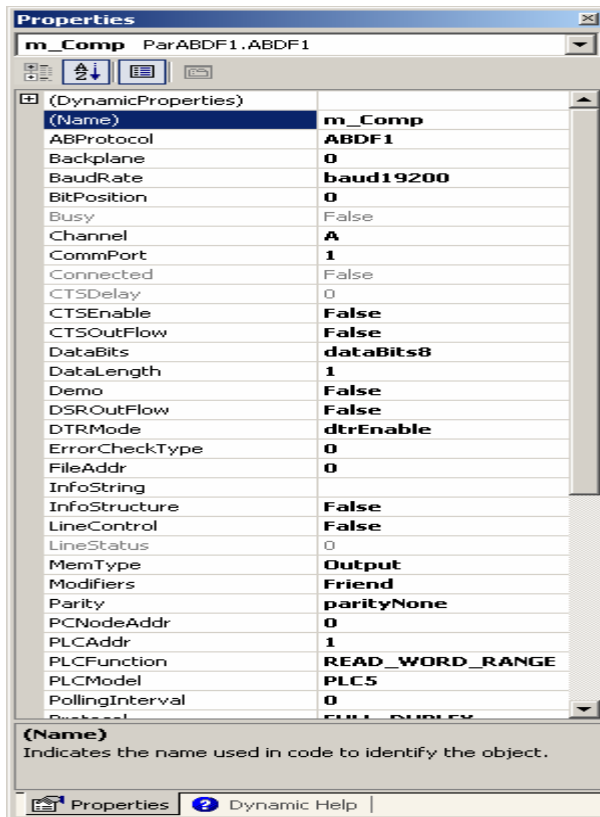 Properties
m_Comp ParABDF1.ABDF1
(DynamicProperties)
(Name) m_Comp
ABProtocol ABDF1
Backplane 0
BaudRate baud19200
BitPosition 0
Busy False
Channel A
CommPort 1
Connected False
CTSDelay 0
CTSEnable False
CTSOutFlow False
DataBits dataBits8
DataLength 1
Demo False
DSROutFlow False
DTRMode dtrEnable
ErrorCheckType 0
FileAddr 0
InfoString
InfoStructure False
LineControl False
LineStatus 0
MemType Output
Modifiers Friend
Parity parityNone
PCNodeAddr 0
PLCAddr 1
PLCFunction READ_WORD_RANGE
PLCModel PLC5
PollingInterval 0
Protocol FULL_DUPLEX
(Name)
Indicates the name used in code to identify the object.
Properties Dynamic Help